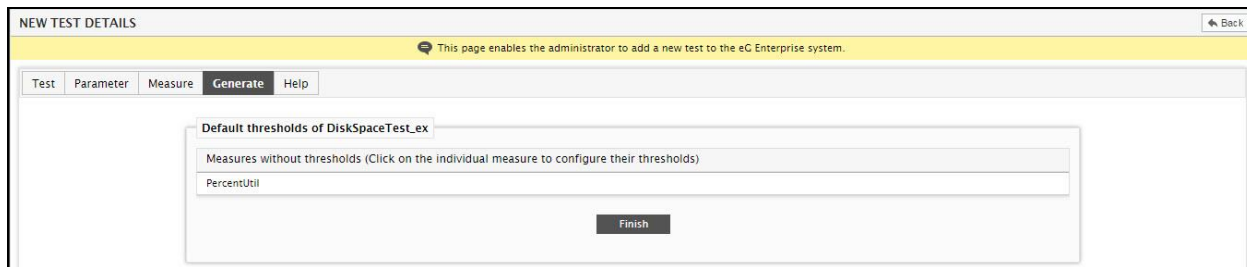 NEW TEST DETAILS
Back
This page enables the administrator to add a new test to the eG Enterprise system.
Test Parameter Measure Generate Help
Default thresholds of DiskSpaceTest_ex
Measures without thresholds (Click on the individual measure to configure their thresholds)
PercentUtil
Finish